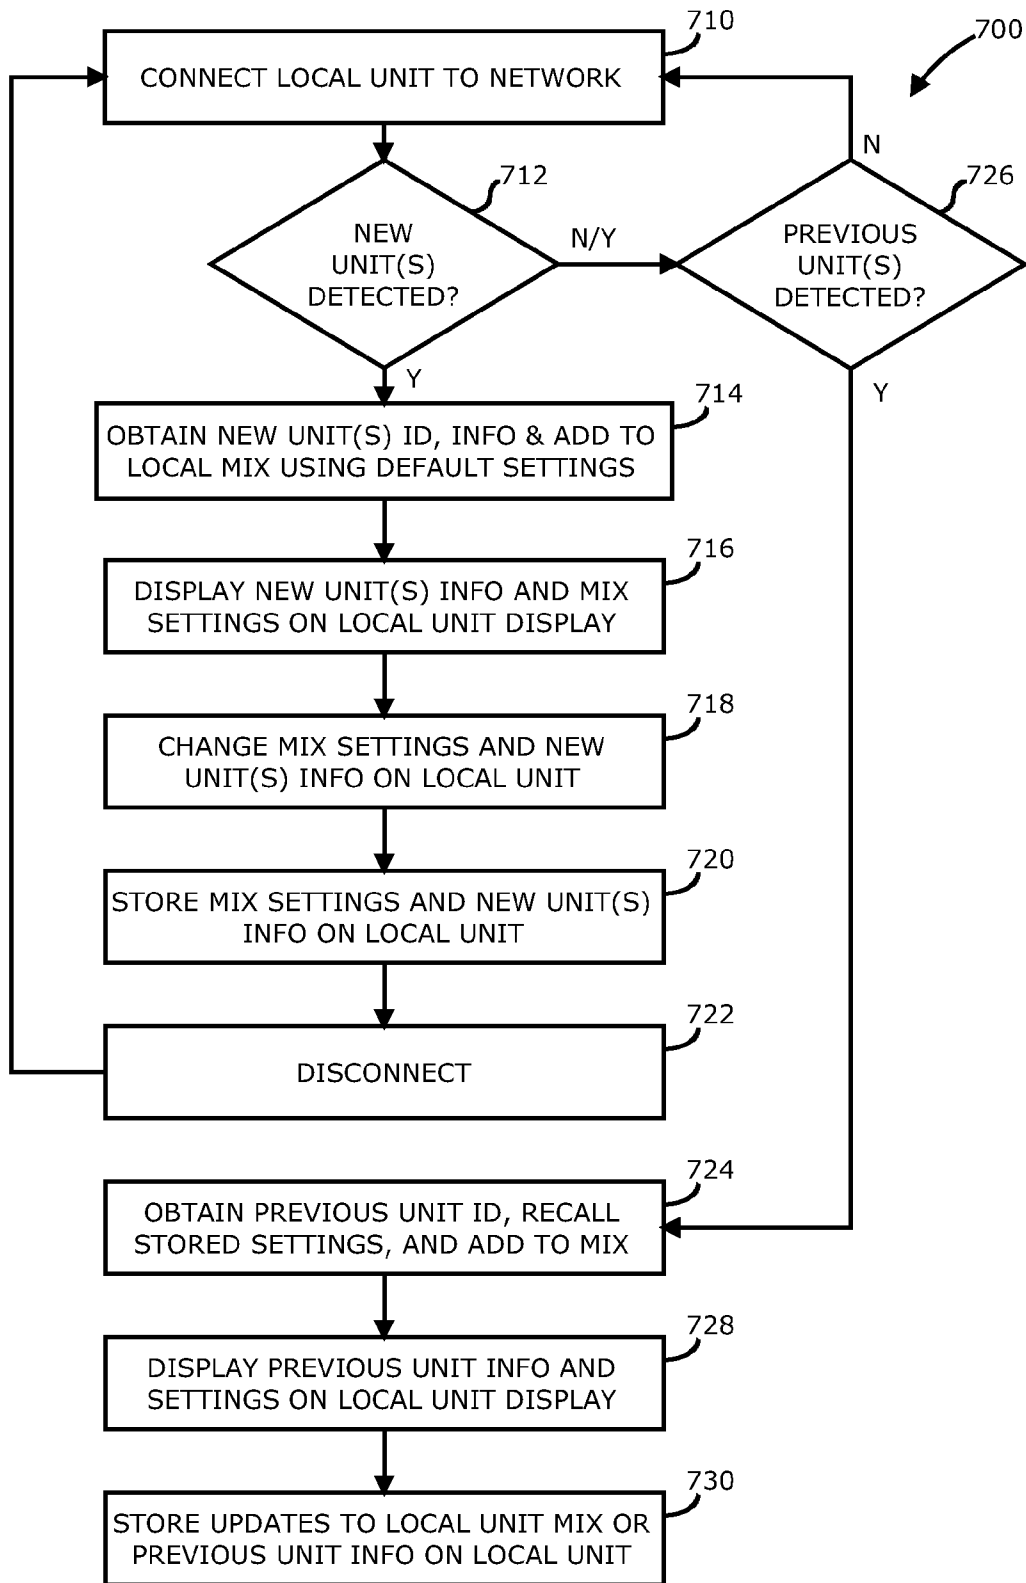 710
700
CONNECT LOCAL UNIT TO NETWORK
N
712
726
NEW
UNIT(S)
DETECTED?
N/Y
PREVIOUS
UNIT(S)
DETECTED?
Y
Y
714
OBTAIN NEW UNIT(S) ID, INFO & ADD TO
LOCAL MIX USING DEFAULT SETTINGS
716
DISPLAY NEW UNIT(S) INFO AND MIX
SETTINGS ON LOCAL UNIT DISPLAY
718
CHANGE MIX SETTINGS AND NEW
UNIT(S) INFO ON LOCAL UNIT
720
STORE MIX SETTINGS AND NEW UNIT(S)
INFO ON LOCAL UNIT
722
DISCONNECT
724
OBTAIN PREVIOUS UNIT ID, RECALL
STORED SETTINGS, AND ADD TO MIX
728
DISPLAY PREVIOUS UNIT INFO AND
SETTINGS ON LOCAL UNIT DISPLAY
730
STORE UPDATES TO LOCAL UNIT MIX OR
PREVIOUS UNIT INFO ON LOCAL UNIT